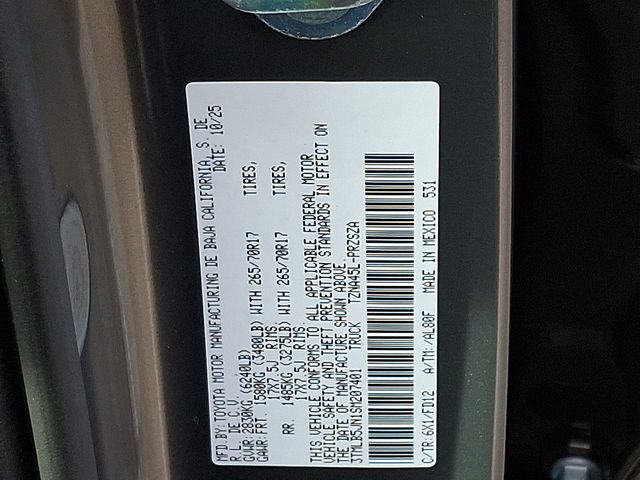 MFD BY: TOYOTA MOTOR MANUFACTURING DE BAJA CALIFORNIA, S. DE
R.L. DE C.V. DATE: 10/25
GVWR: 2830KG (6240LB)
GAWR: FRT 1580KG (3480LB) WITH 265/70R17 TIRES,
17X7.5J RIMS.
RR. 1485KG (3275LB) WITH 265/70R17 TIRES,
17X7.5J RIMS.
THIS VEHICLE CONFORMS TO ALL APPLICABLE FEDERAL MOTOR
VEHICLE SAFETY AND THEFT PREVENTION STANDARDS IN EFFECT ON
THE DATE OF MANUFACTURE SHOWN ABOVE.
3TMLB5JN1SM207401 TRUCK TZNA45L-PRZSZA
C/TR: 6X1/FD12 A/TM: /AL80F MADE IN MEXICO 531